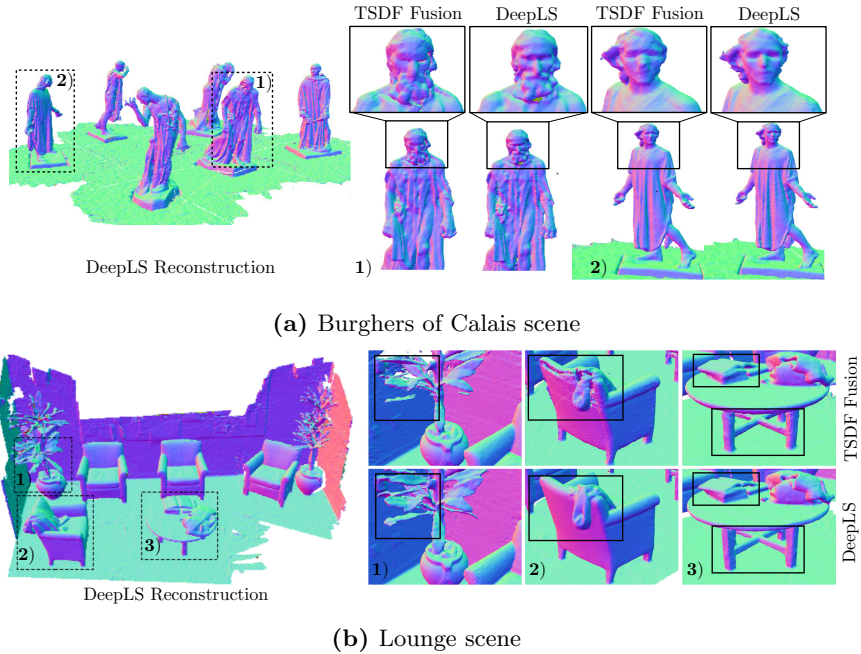 TSDF Fusion DeepLS TSDF Fusion DeepLS
2)
1)
DeepLS Reconstruction
1)
2)
(a) Burghers of Calais scene
1)
2)
3)
DeepLS Reconstruction
TSDF Fusion
DeepLS
1)
2)
3)
(b) Lounge scene